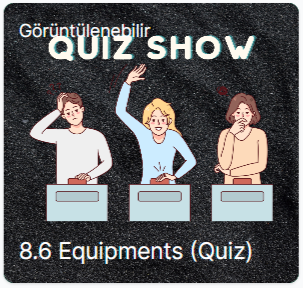 Görüntülenebilir
QUIZ SHOW
8.6 Equipments (Quiz)